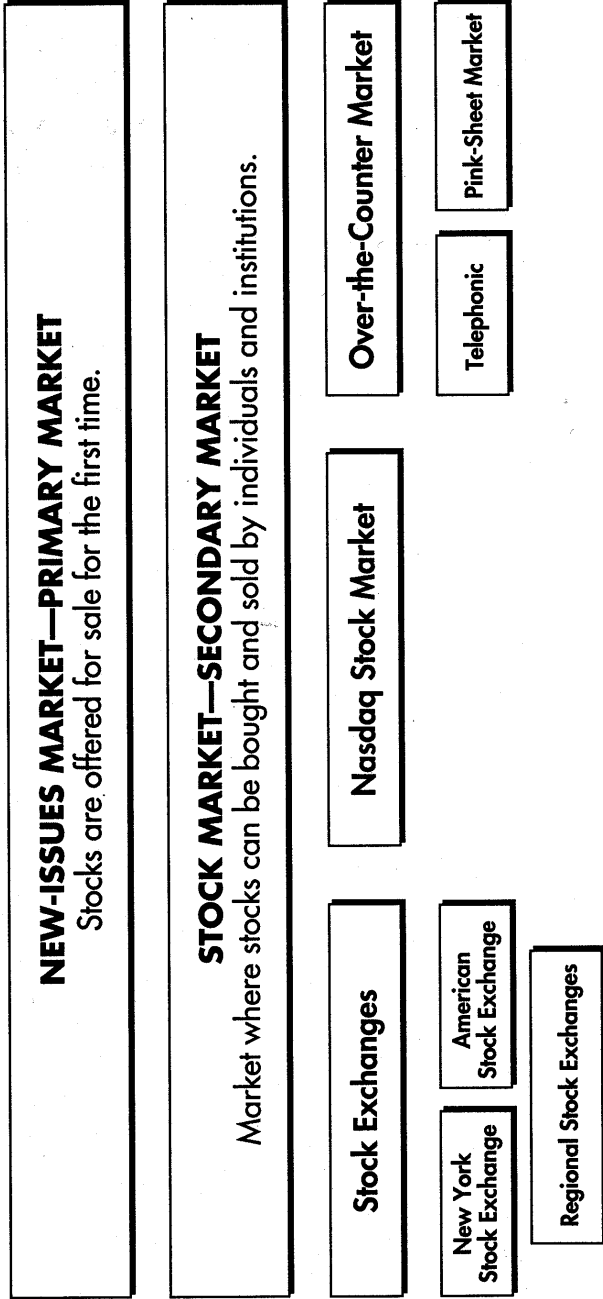 NEW-ISSUES MARKET—PRIMARY MARKET
Stocks are offered for sale for the first time.
STOCK MARKET—SECONDARY MARKET
Market where stocks can be bought and sold by individuals and institutions.
Stock Exchanges
Nasdaq Stock Market
Over-the-Counter Market
New York
Stock Exchange
American
Stock Exchange
Telephonic
Pink-Sheet Market
Regional Stock Exchanges